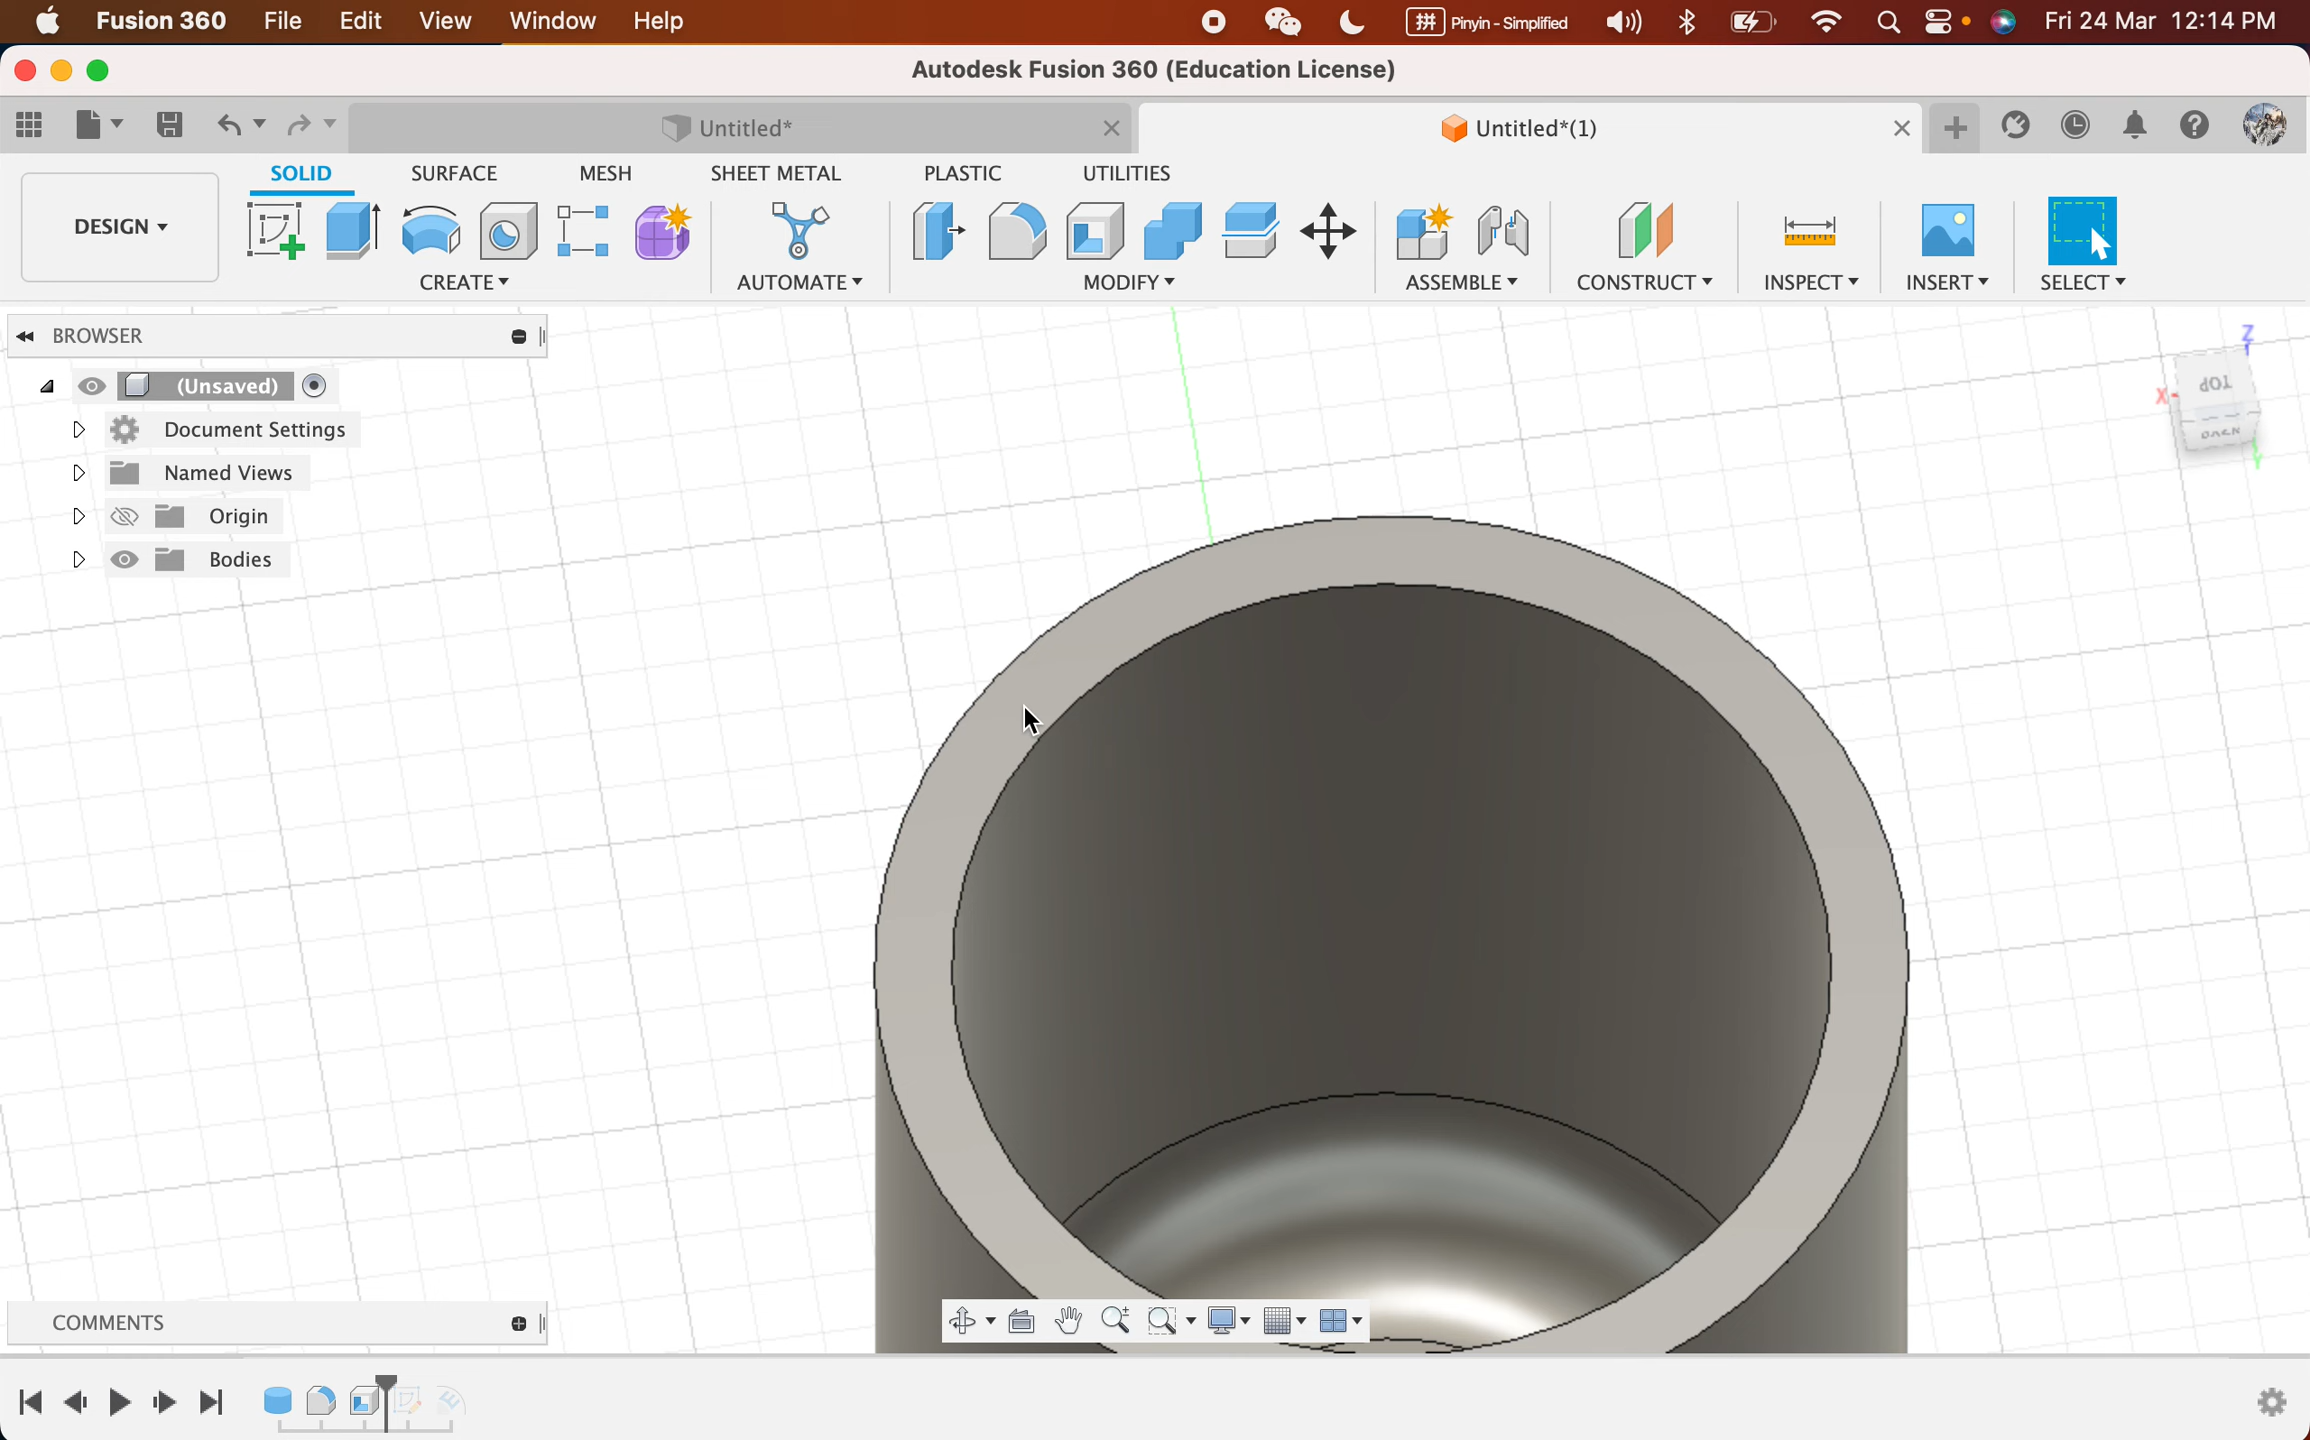 Fusion 360 File Edit View Window Help 拼 Pinyin - Simplified Fri 24 Mar 12:14 PM
Autodesk Fusion 360 (Education License)
Untitled* Untitled*(1)
SOLID SURFACE MESH SHEET METAL PLASTIC UTILITIES
DESIGN
CREATE AUTOMATE MODIFY ASSEMBLE CONSTRUCT INSPECT INSERT SELECT
BROWSER
(Unsaved)
Document Settings
Named Views
Origin
Bodies
Z
X
TOP
BACK
Y
COMMENTS